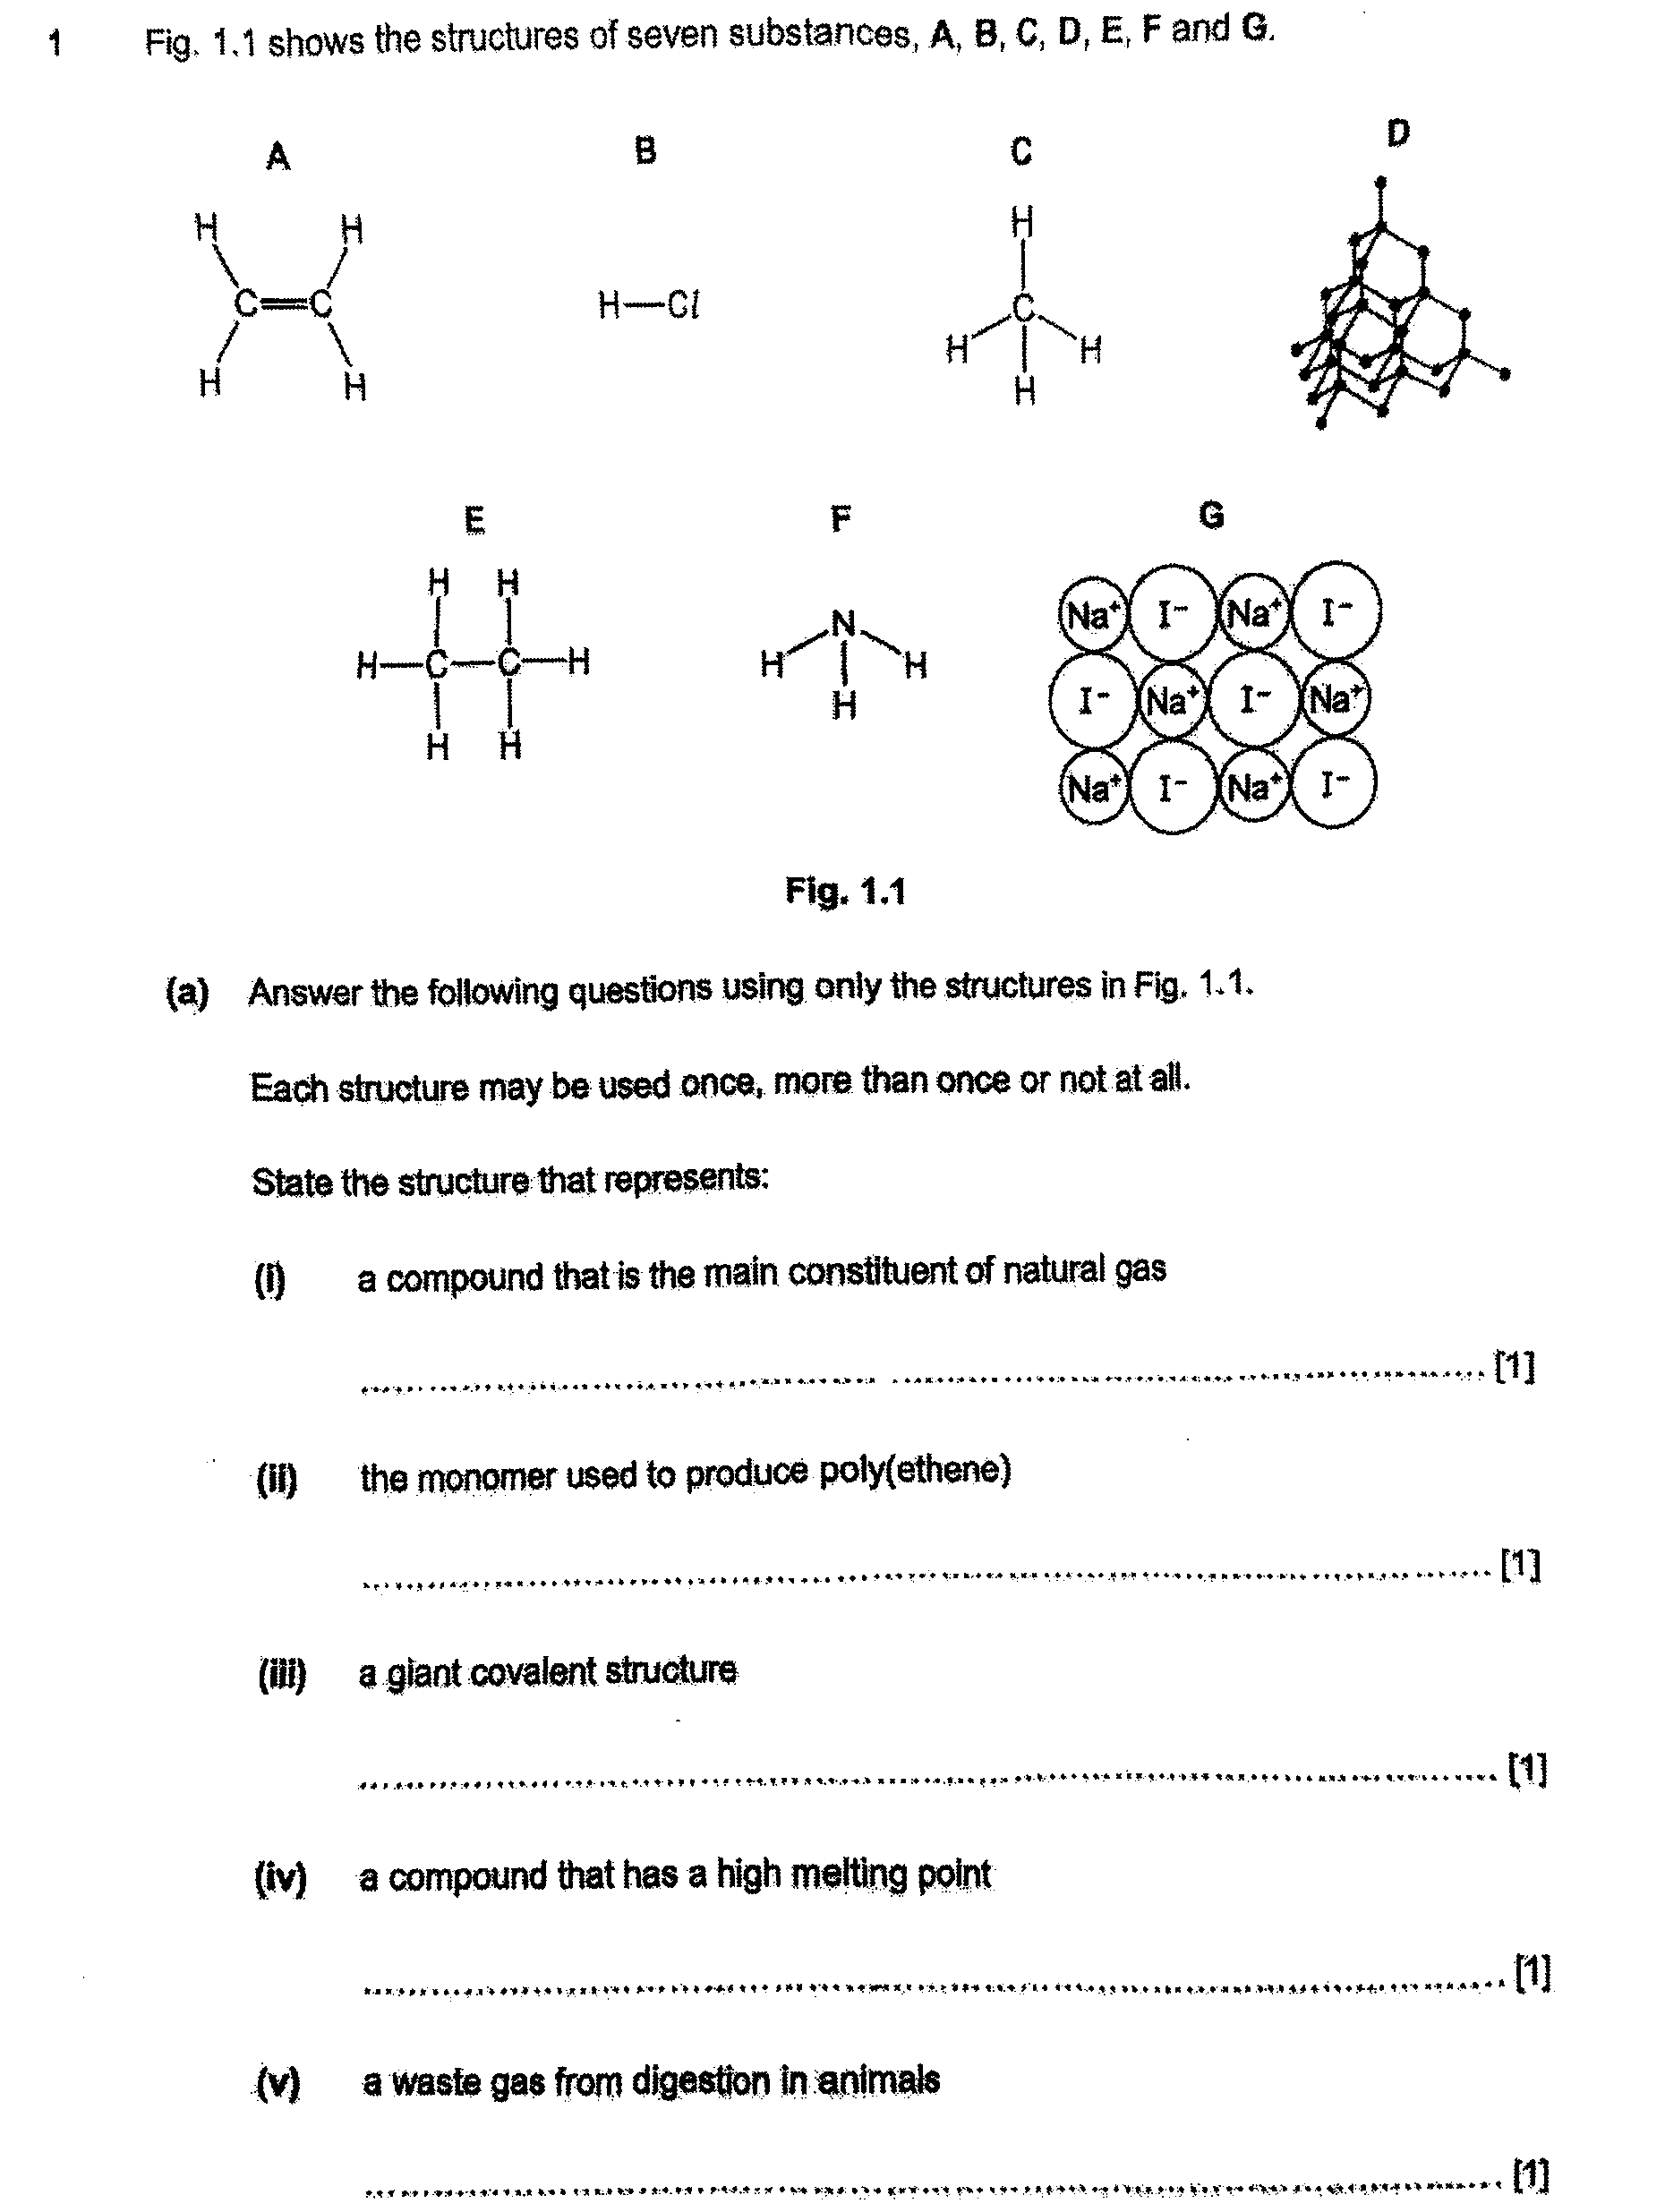 1 Fig. 1.1 shows the structures of seven substances, A, B, C, D, E, F and G.
A B C D
H H
C=C
H H
H—Cl
H
C
H H
H
E F G
H H
H—C—C—H
H H
N
H H
H
Na⁺ I⁻ Na⁺ I⁻
I⁻ Na⁺ I⁻ Na⁺
Na⁺ I⁻ Na⁺ I⁻
Fig. 1.1
(a) Answer the following questions using only the structures in Fig. 1.1.
Each structure may be used once, more than once or not at all.
State the structure that represents:
(i) a compound that is the main constituent of natural gas
[1]
(ii) the monomer used to produce poly(ethene)
[1]
(iii) a giant covalent structure
[1]
(iv) a compound that has a high melting point
[1]
(v) a waste gas from digestion in animals
[1]